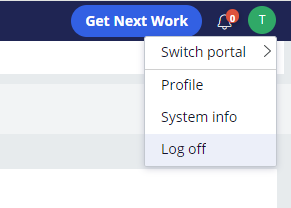 Get Next Work
0
T
Switch portal
Profile
System info
Log off